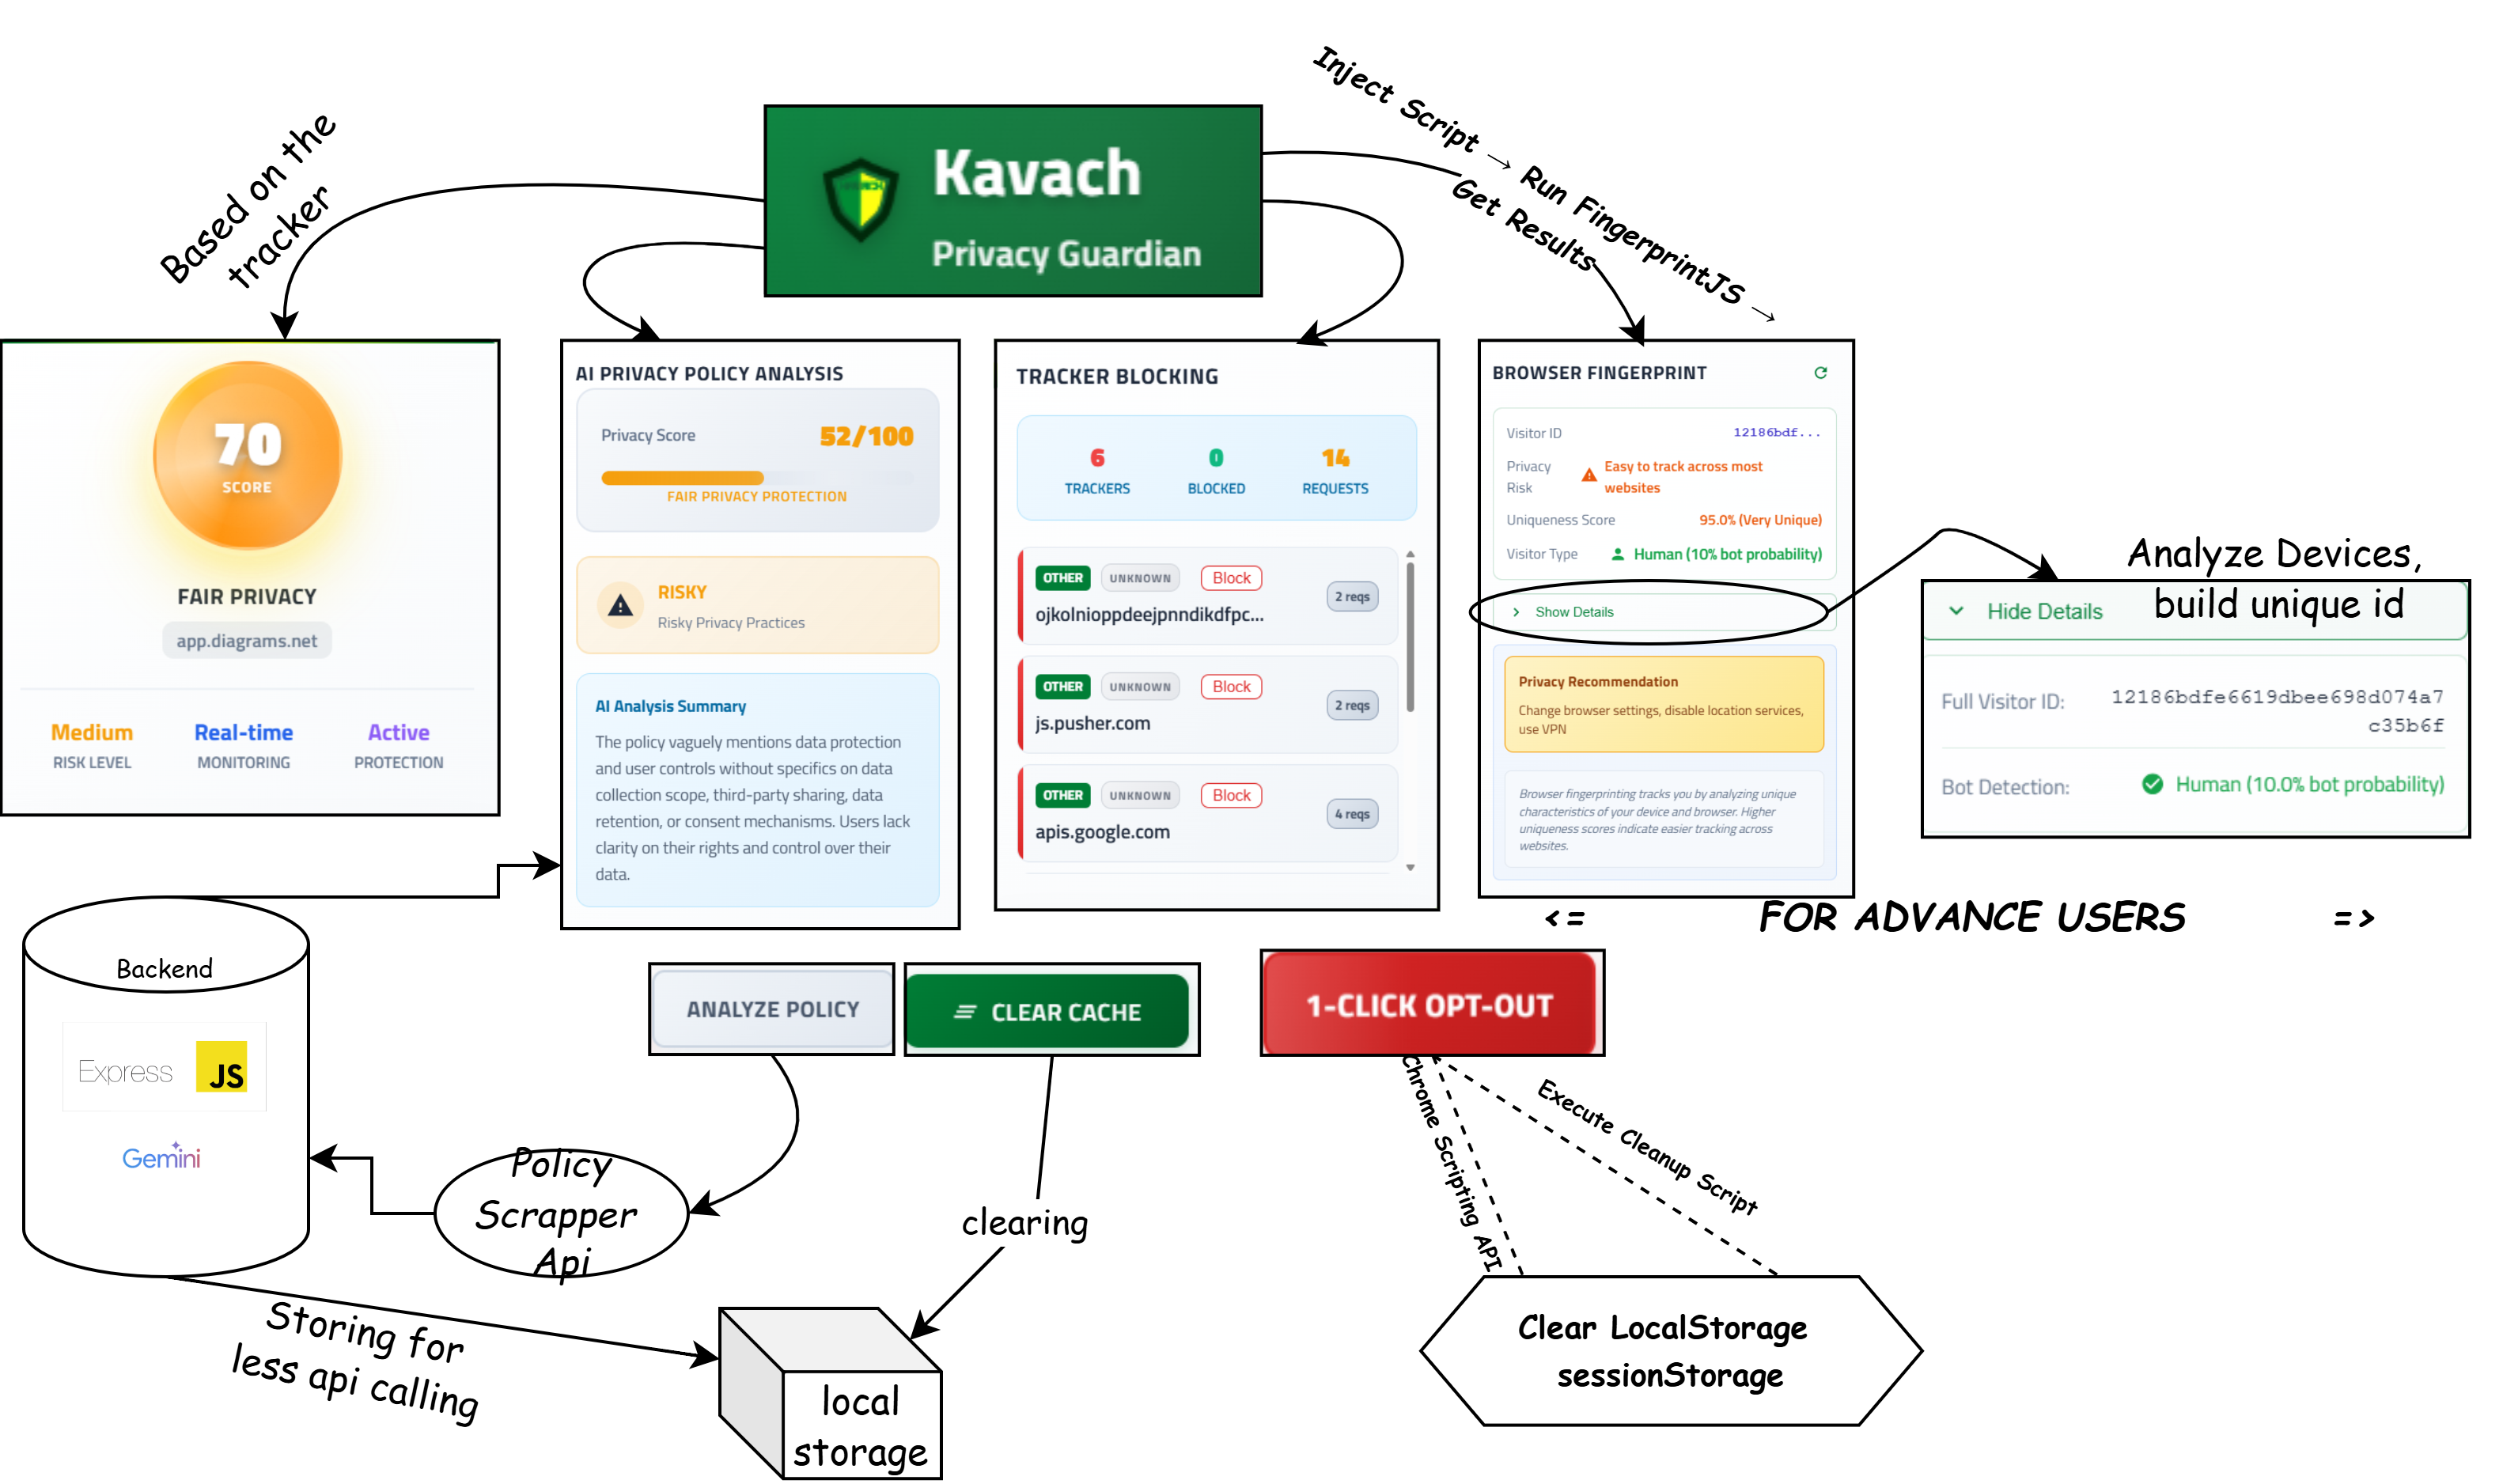 Kavach
Privacy Guardian
Based on the
tracker
Inject Script → Run FingerprintJS →
Get Results
70
SCORE
FAIR PRIVACY
app.diagrams.net
Medium
RISK LEVEL
Real-time
MONITORING
Active
PROTECTION
AI PRIVACY POLICY ANALYSIS
Privacy Score
52/100
FAIR PRIVACY PROTECTION
RISKY
Risky Privacy Practices
AI Analysis Summary
The policy vaguely mentions data protection
and user controls without specifics on data
collection scope, third-party sharing, data
retention, or consent mechanisms. Users lack
clarity on their rights and control over their
data.
TRACKER BLOCKING
6
TRACKERS
0
BLOCKED
14
REQUESTS
OTHER UNKNOWN Block
ojkolnioppdeejpnndikdfpc...
2 reqs
OTHER UNKNOWN Block
js.pusher.com
2 reqs
OTHER UNKNOWN Block
apis.google.com
4 reqs
BROWSER FINGERPRINT
Visitor ID 12186bdf...
Privacy
Risk
Easy to track across most
websites
Uniqueness Score 95.0% (Very Unique)
Visitor Type Human (10% bot probability)
Show Details
Privacy Recommendation
Change browser settings, disable location services,
use VPN
Browser fingerprinting tracks you by analyzing unique
characteristics of your device and browser. Higher
uniqueness scores indicate easier tracking across
websites.
Analyze Devices,
build unique id
Hide Details
Full Visitor ID: 12186bdfe6619dbee698d074a7
c35b6f
Bot Detection: Human (10.0% bot probability)
<= FOR ADVANCE USERS =>
Backend
Express JS
Gemini
ANALYZE POLICY
CLEAR CACHE
1-CLICK OPT-OUT
Policy
Scrapper
Api
clearing
Chrome Scripting API
Execute Cleanup Script
Storing for
less api calling
local
storage
Clear LocalStorage
sessionStorage